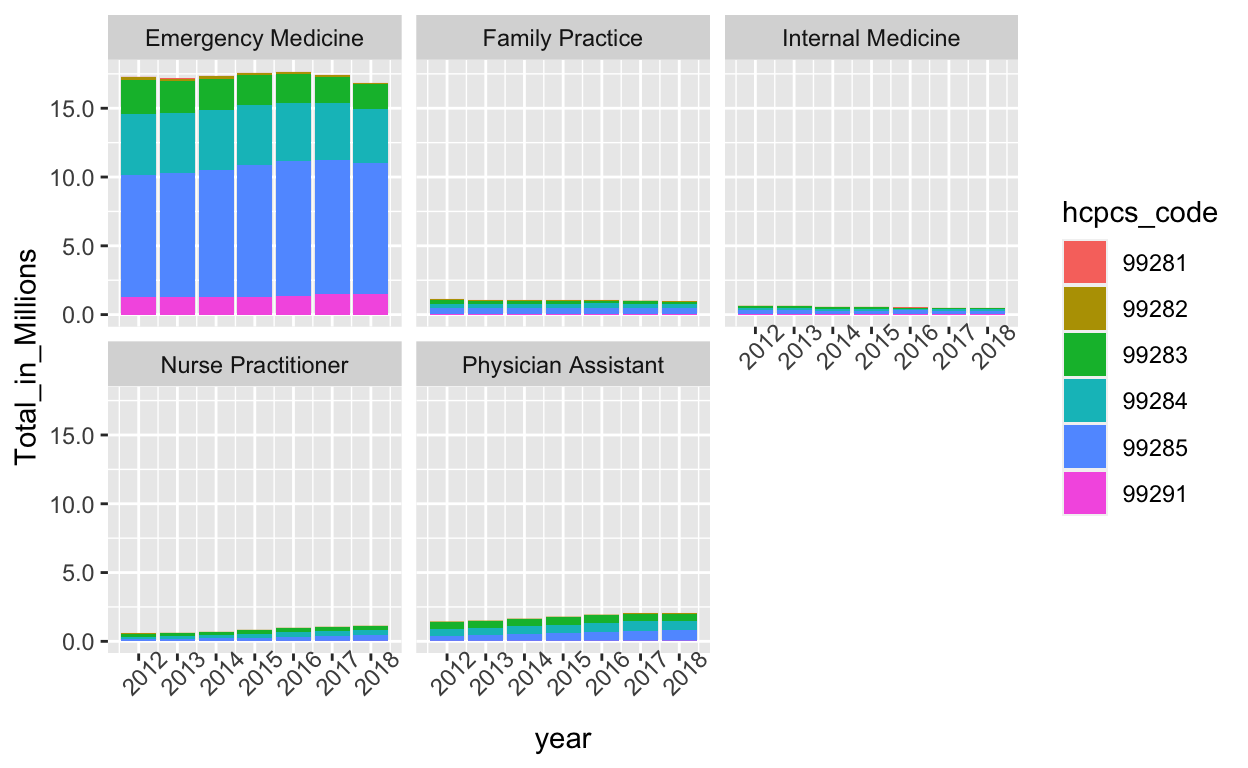 Emergency Medicine
Family Practice
Internal Medicine
15.0
10.0
5.0
0.0
2012 2013 2014 2015 2016 2017 2018
Nurse Practitioner
Physician Assistant
15.0
10.0
5.0
0.0
2012 2013 2014 2015 2016 2017 2018
2012 2013 2014 2015 2016 2017 2018
Total_in_Millions
year
hcpcs_code
99281
99282
99283
99284
99285
99291